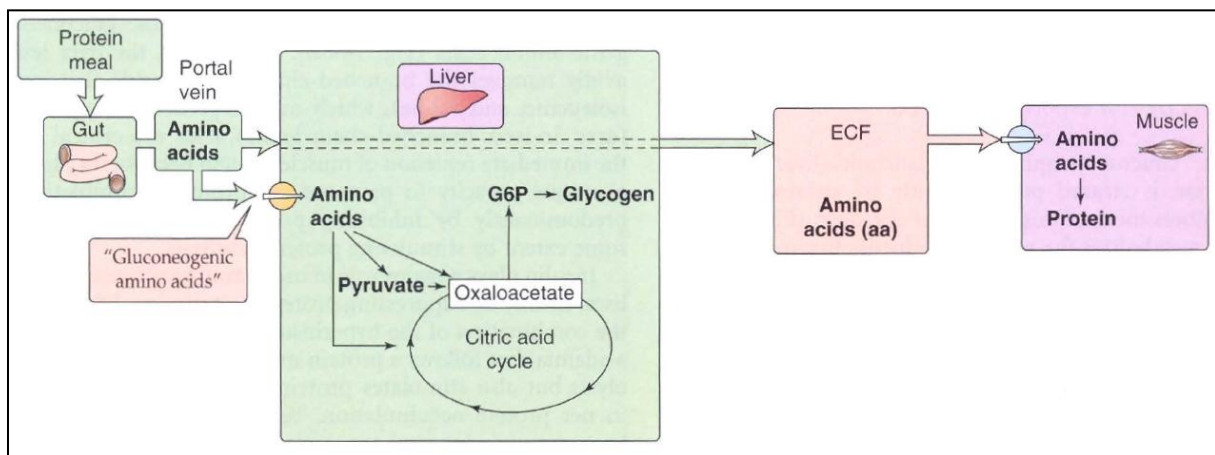 Protein
meal
Gut
Portal
vein
Amino
acids
"Gluconeogenic
amino acids"
Liver
Amino
acids
G6P
Glycogen
Pyruvate
Oxaloacetate
Citric acid
cycle
ECF
Amino
acids (aa)
Muscle
Amino
acids
Protein